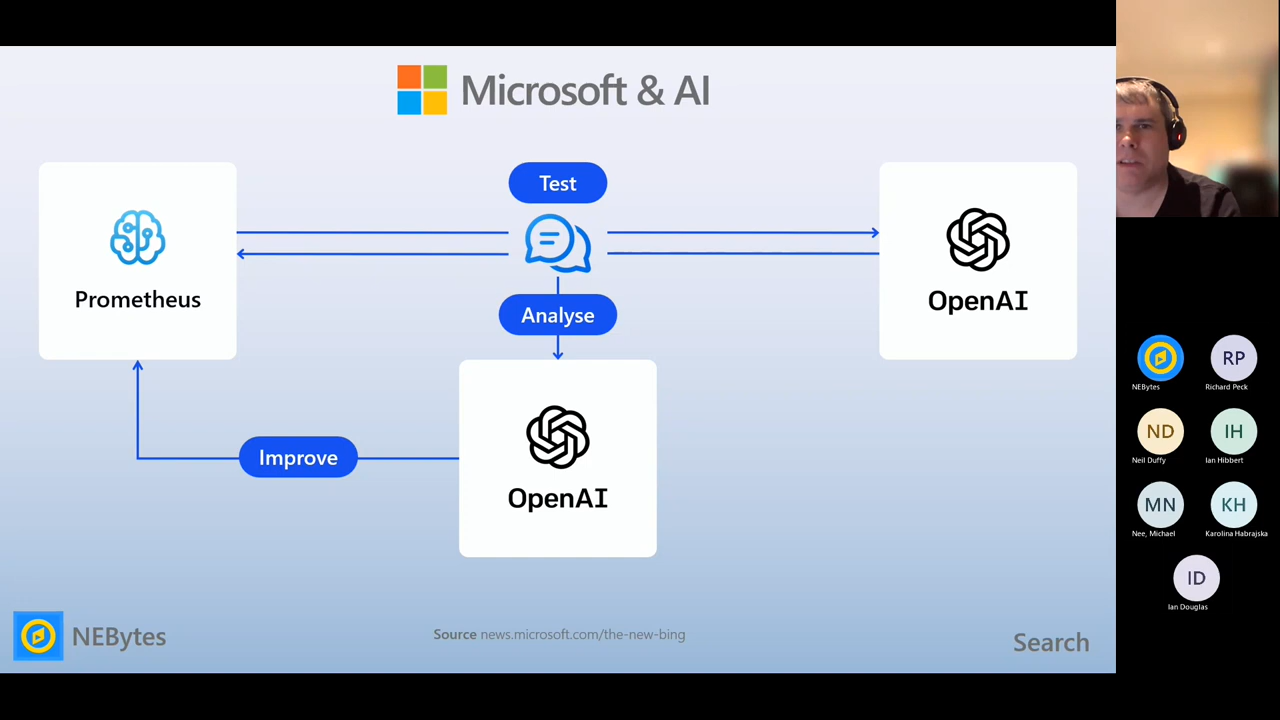 Microsoft & AI
Test
Prometheus
OpenAI
Analyse
Improve
OpenAI
NEBytes
Source news.microsoft.com/the-new-bing
Search
NEBytes
RP
Richard Peck
ND
Neil Duffy
IH
Ian Hibbert
MN
Nee, Michael
KH
Karolina Habrajska
ID
Ian Douglas